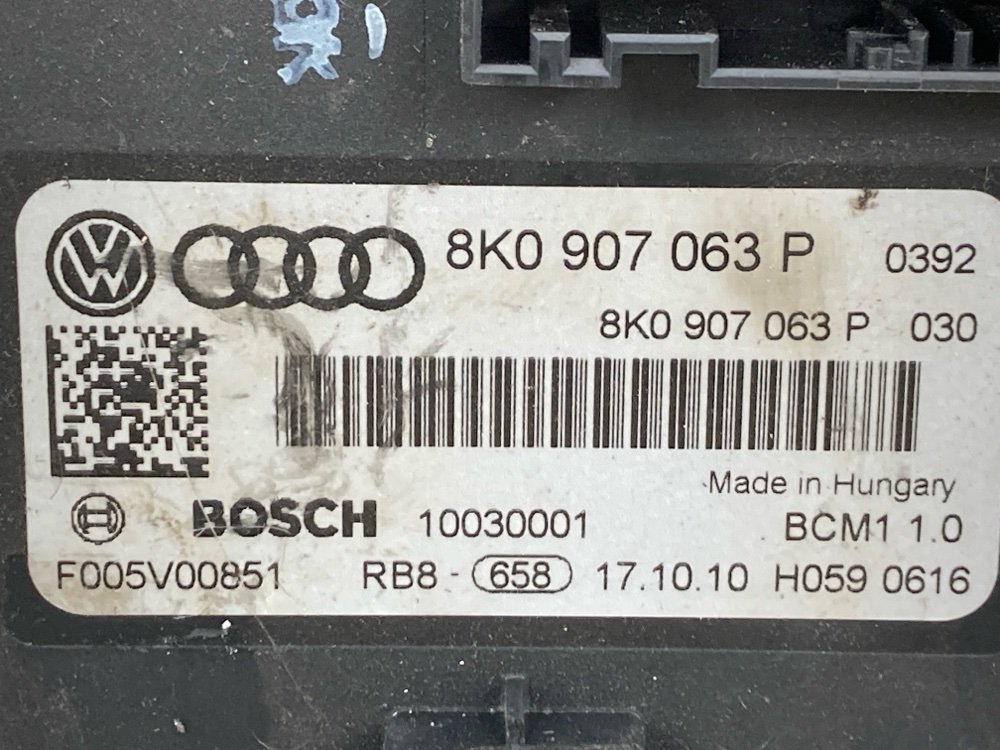 8K0 907 063 P 0392
8K0 907 063 P 030
Made in Hungary
BOSCH 10030001 BCM1 1.0
F005V00851 RB8 - 658 17.10.10 H059 0616